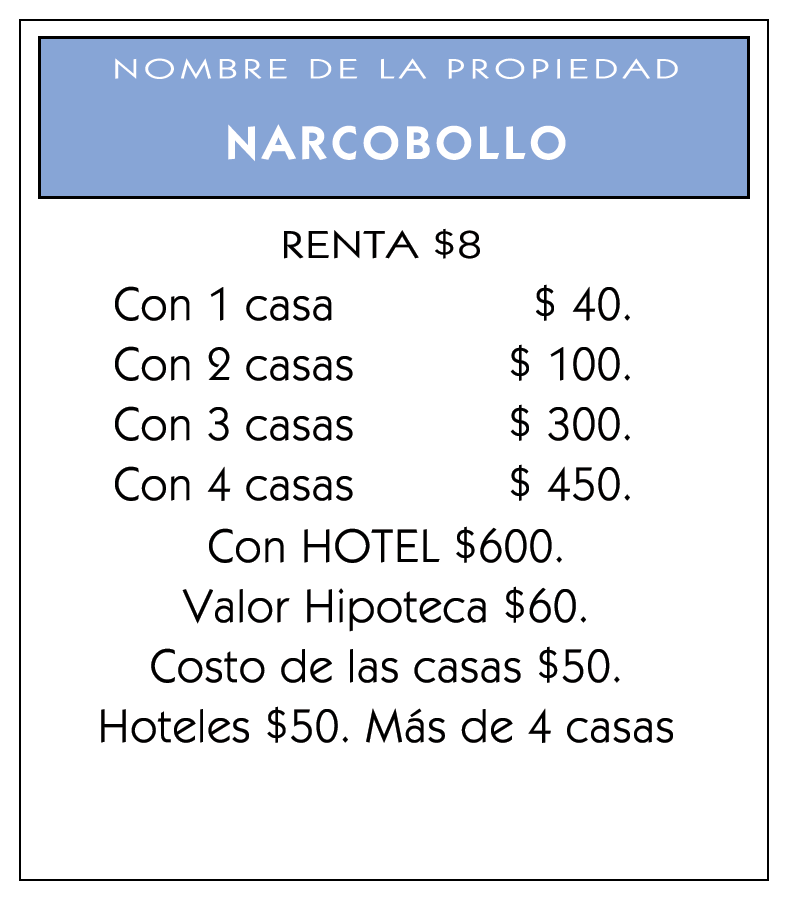 NOMBRE DE LA PROPIEDAD
NARCOBOLLO
RENTA $8
Con 1 casa $ 40.
Con 2 casas $ 100.
Con 3 casas $ 300.
Con 4 casas $ 450.
Con HOTEL $600.
Valor Hipoteca $60.
Costo de las casas $50.
Hoteles $50. Más de 4 casas